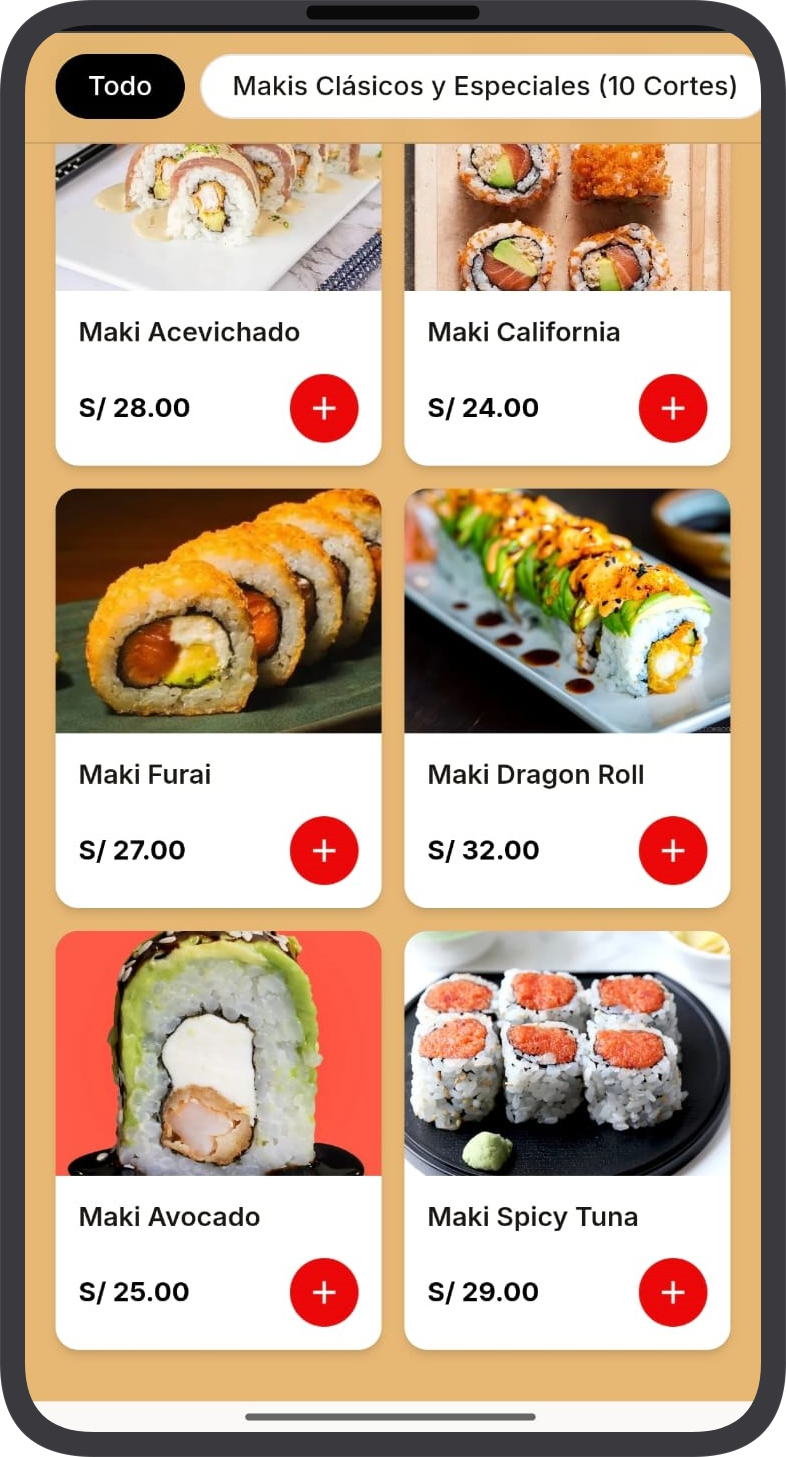 Todo
Makis Clásicos y Especiales (10 Cortes)
Maki Acevichado
S/ 28.00
+
Maki California
S/ 24.00
+
Maki Furai
S/ 27.00
+
Maki Dragon Roll
S/ 32.00
+
Maki Avocado
S/ 25.00
+
Maki Spicy Tuna
S/ 29.00
+